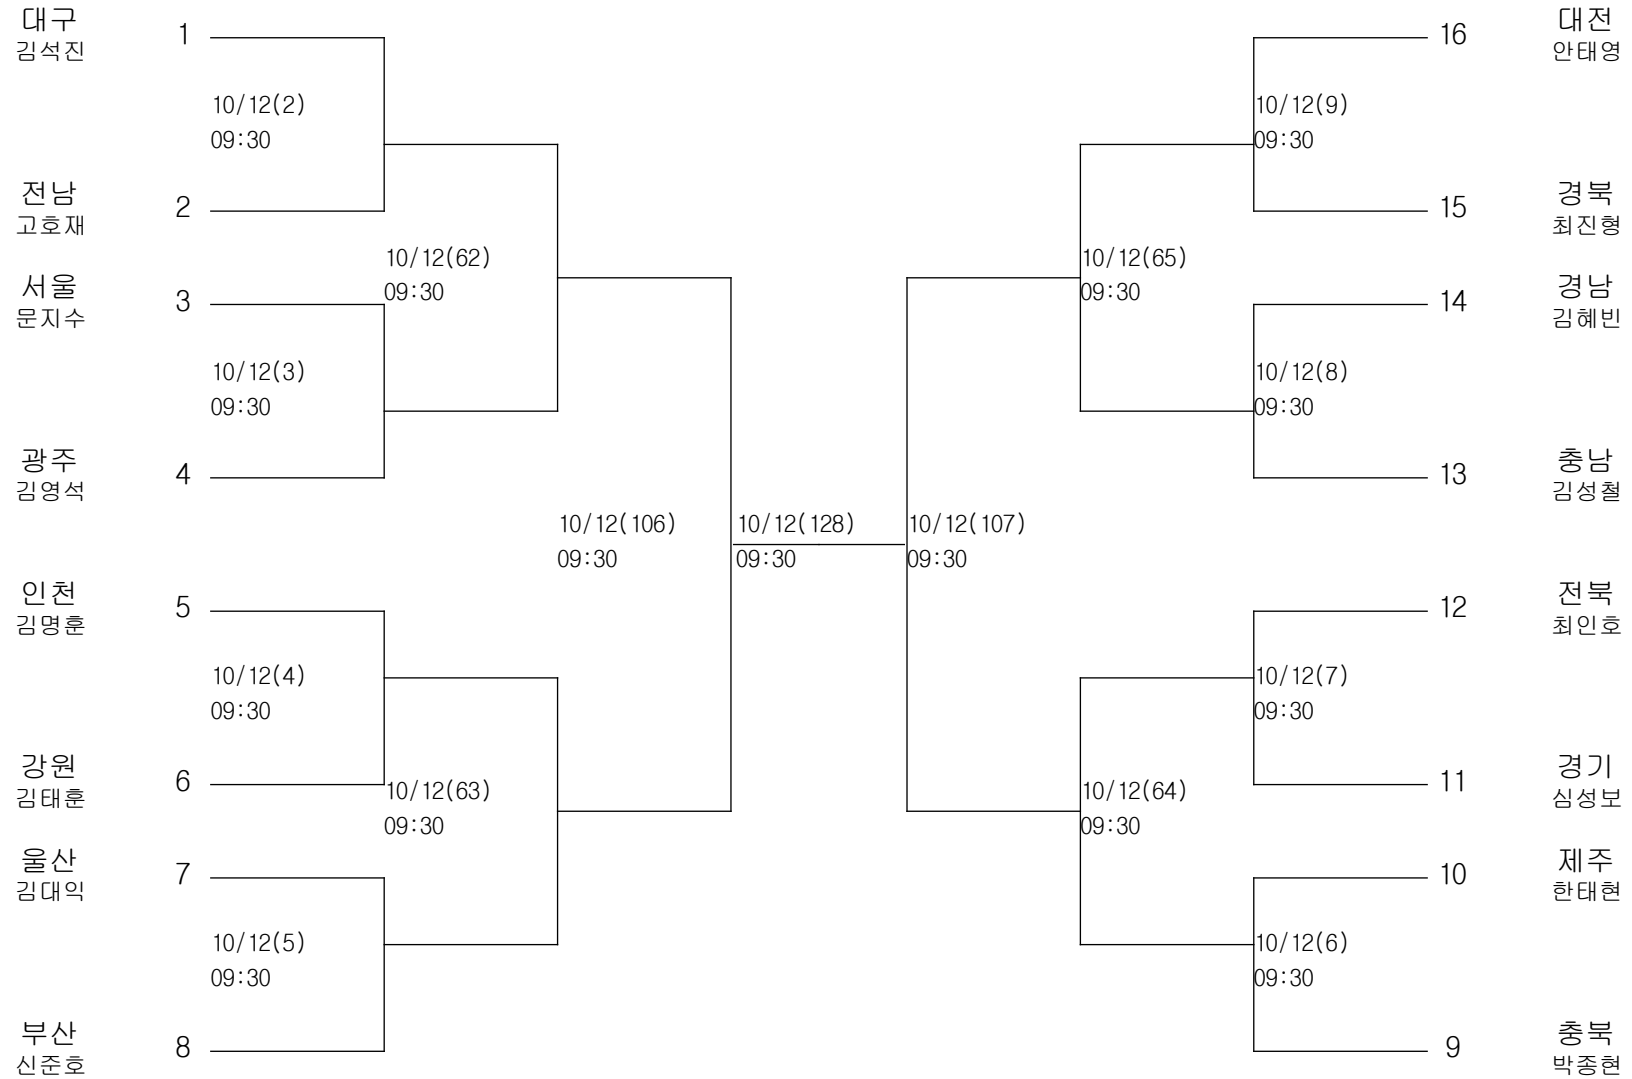 대구
김석진
1
10/12(2)
09:30
전남
고호재
2
10/12(62)
09:30
서울
문지수
3
10/12(3)
09:30
광주
김영석
4
10/12(106)
09:30
인천
김명훈
5
10/12(4)
09:30
강원
김태훈
6
10/12(63)
09:30
울산
김대익
7
10/12(5)
09:30
부산
신준호
8
10/12(128)
09:30
대전
안태영
16
10/12(9)
09:30
경북
최진형
15
10/12(65)
09:30
경남
김혜빈
14
10/12(8)
09:30
충남
김성철
13
10/12(107)
09:30
전북
최인호
12
10/12(7)
09:30
경기
심성보
11
10/12(64)
09:30
제주
한태현
10
10/12(6)
09:30
충북
박종현
9